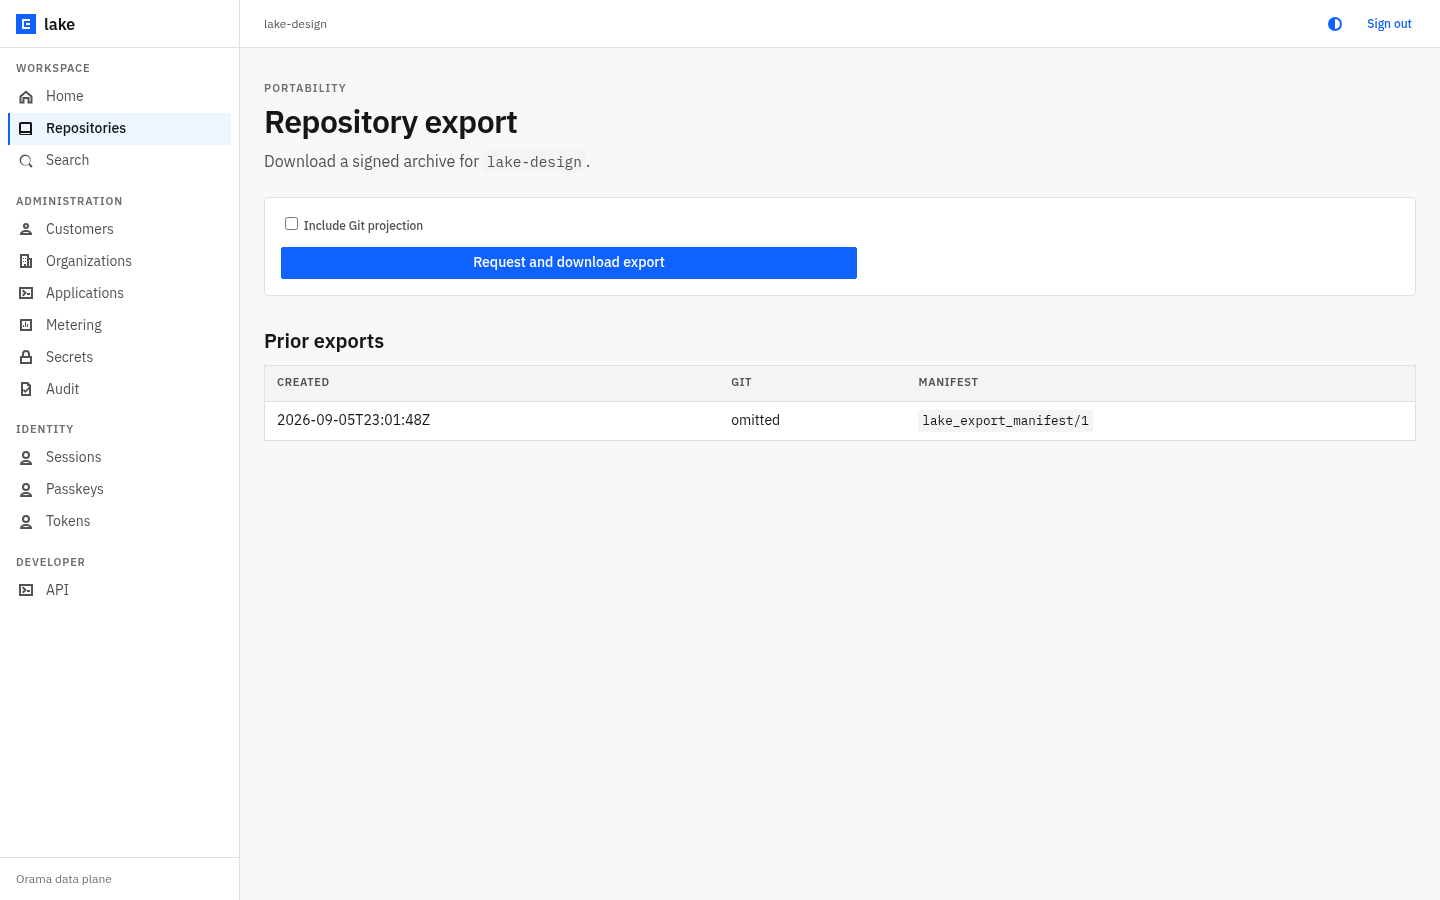 lake
lake-design
Sign out
WORKSPACE
Home
Repositories
Search
ADMINISTRATION
Customers
Organizations
Applications
Metering
Secrets
Audit
IDENTITY
Sessions
Passkeys
Tokens
DEVELOPER
API
Orama data plane
PORTABILITY
Repository export
Download a signed archive for lake-design.
Include Git projection
Request and download export
Prior exports
CREATED GIT MANIFEST
2026-09-05T23:01:48Z omitted lake_export_manifest/1